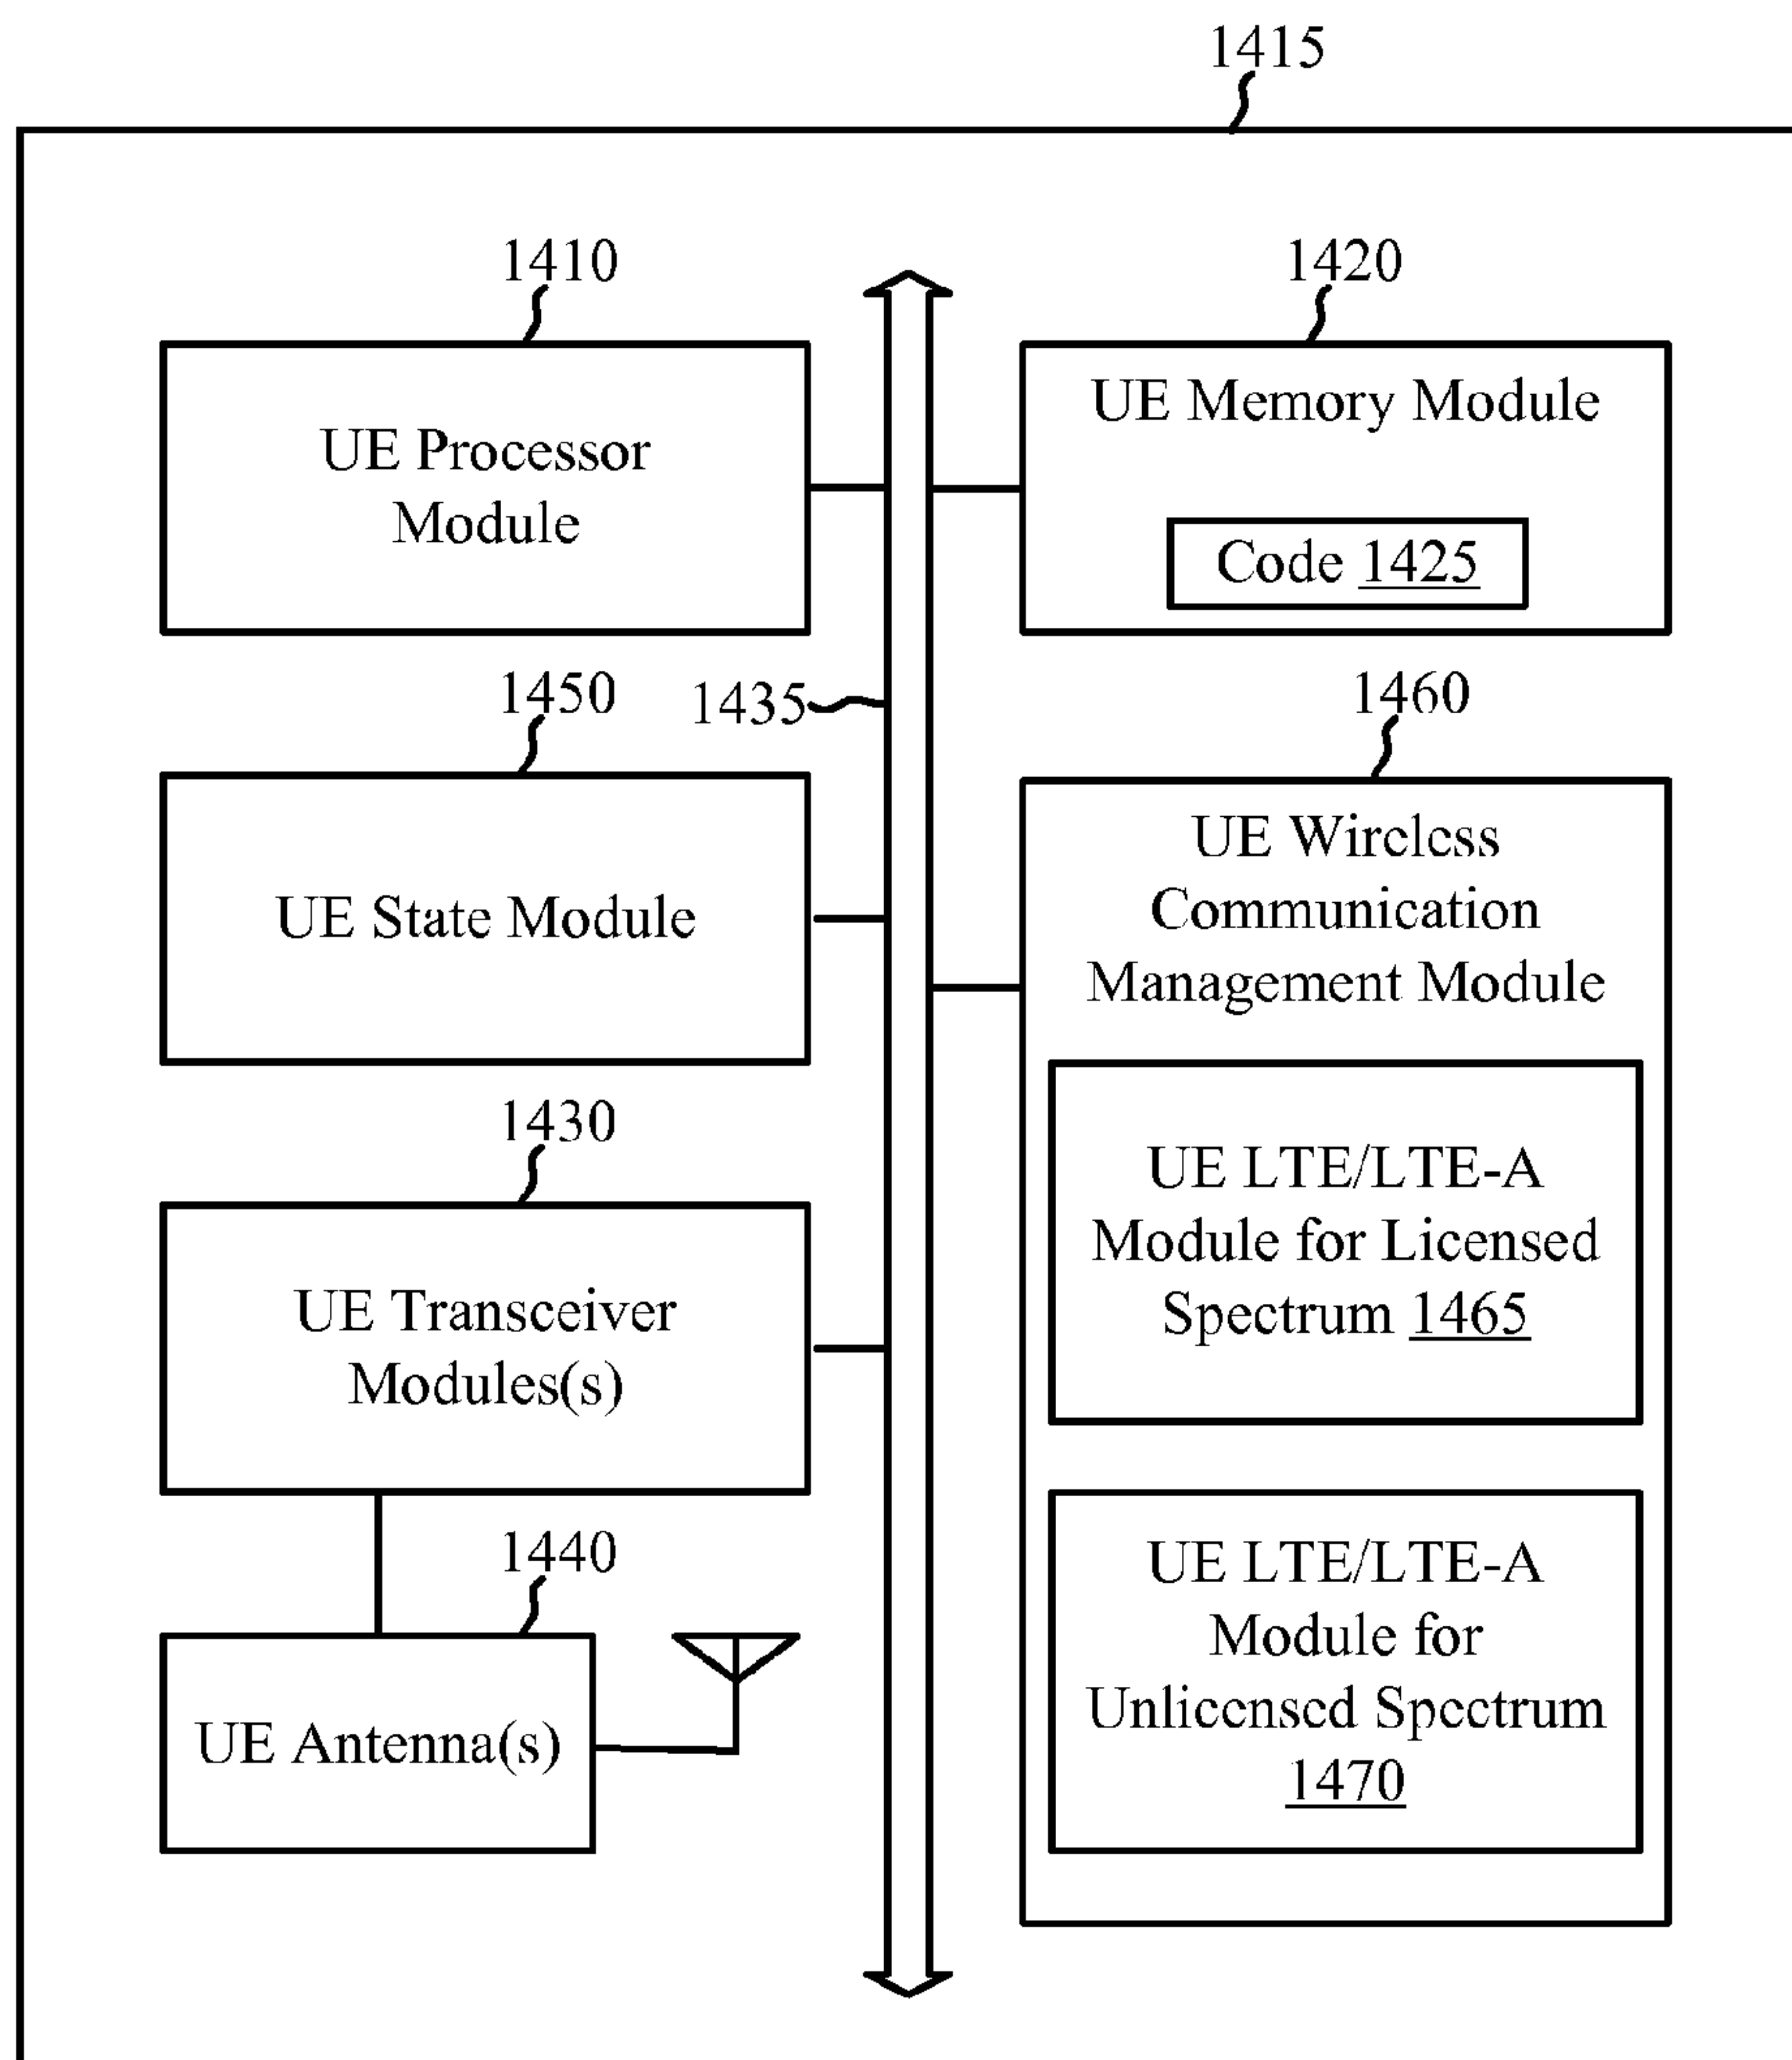 1415
1410
1420
UE Processor
Module
UE Memory Module
Code 1425
1450
1435
1460
UE State Module
UE Wireless
Communication
Management Module
1430
UE Transceiver
Modules(s)
UE LTE/LTE-A
Module for Licensed
Spectrum 1465
1440
UE Antenna(s)
UE LTE/LTE-A
Module for
Unlicensed Spectrum
1470